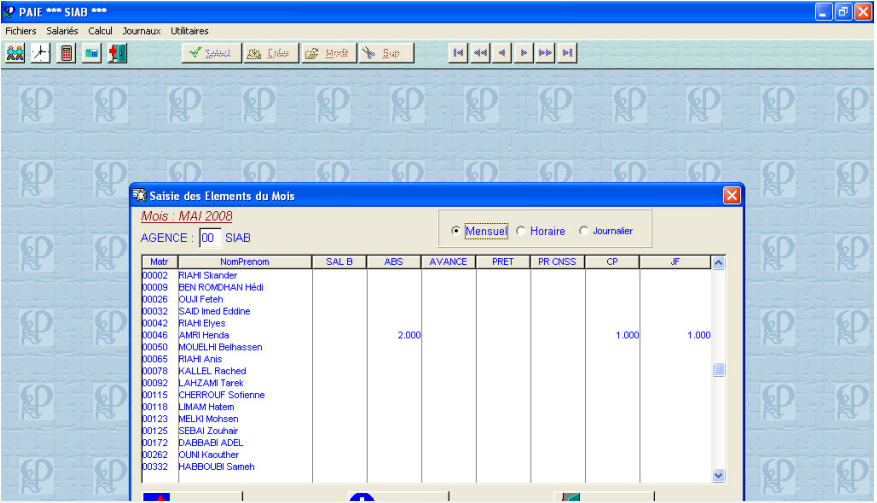 PAIE *** SIAB ***
Fichiers Salariés Calcul Journaux Utilitaires
Select Modif Sup
Saisie des Elements du Mois
Mois : MAI 2008
AGENCE : 00 SIAB
Mensuel Horaire Journalier
Matr NomPrenom SAL B ABS AVANCE PRET PR CNSS CP JF
00002 RIAHI Skander
00009 BEN ROMDHAN Hédi
00026 OUJI Feteh
00032 SAID Imed Eddine
00042 RIAHI Elyes
00046 AMRI Henda 2.000 1.000 1.000
00050 MOUELHI Belhassen
00065 RIAHI Anis
00078 KALLEL Rached
00092 LAHZAMI Tarek
00115 CHERROUF Sofienne
00118 LIMAM Hatem
00123 MELKI Mohsen
00125 SEBAI Zouhair
00172 DABBABI ADEL
00262 OUNI Kaouther
00332 HABBOUBI Sameh